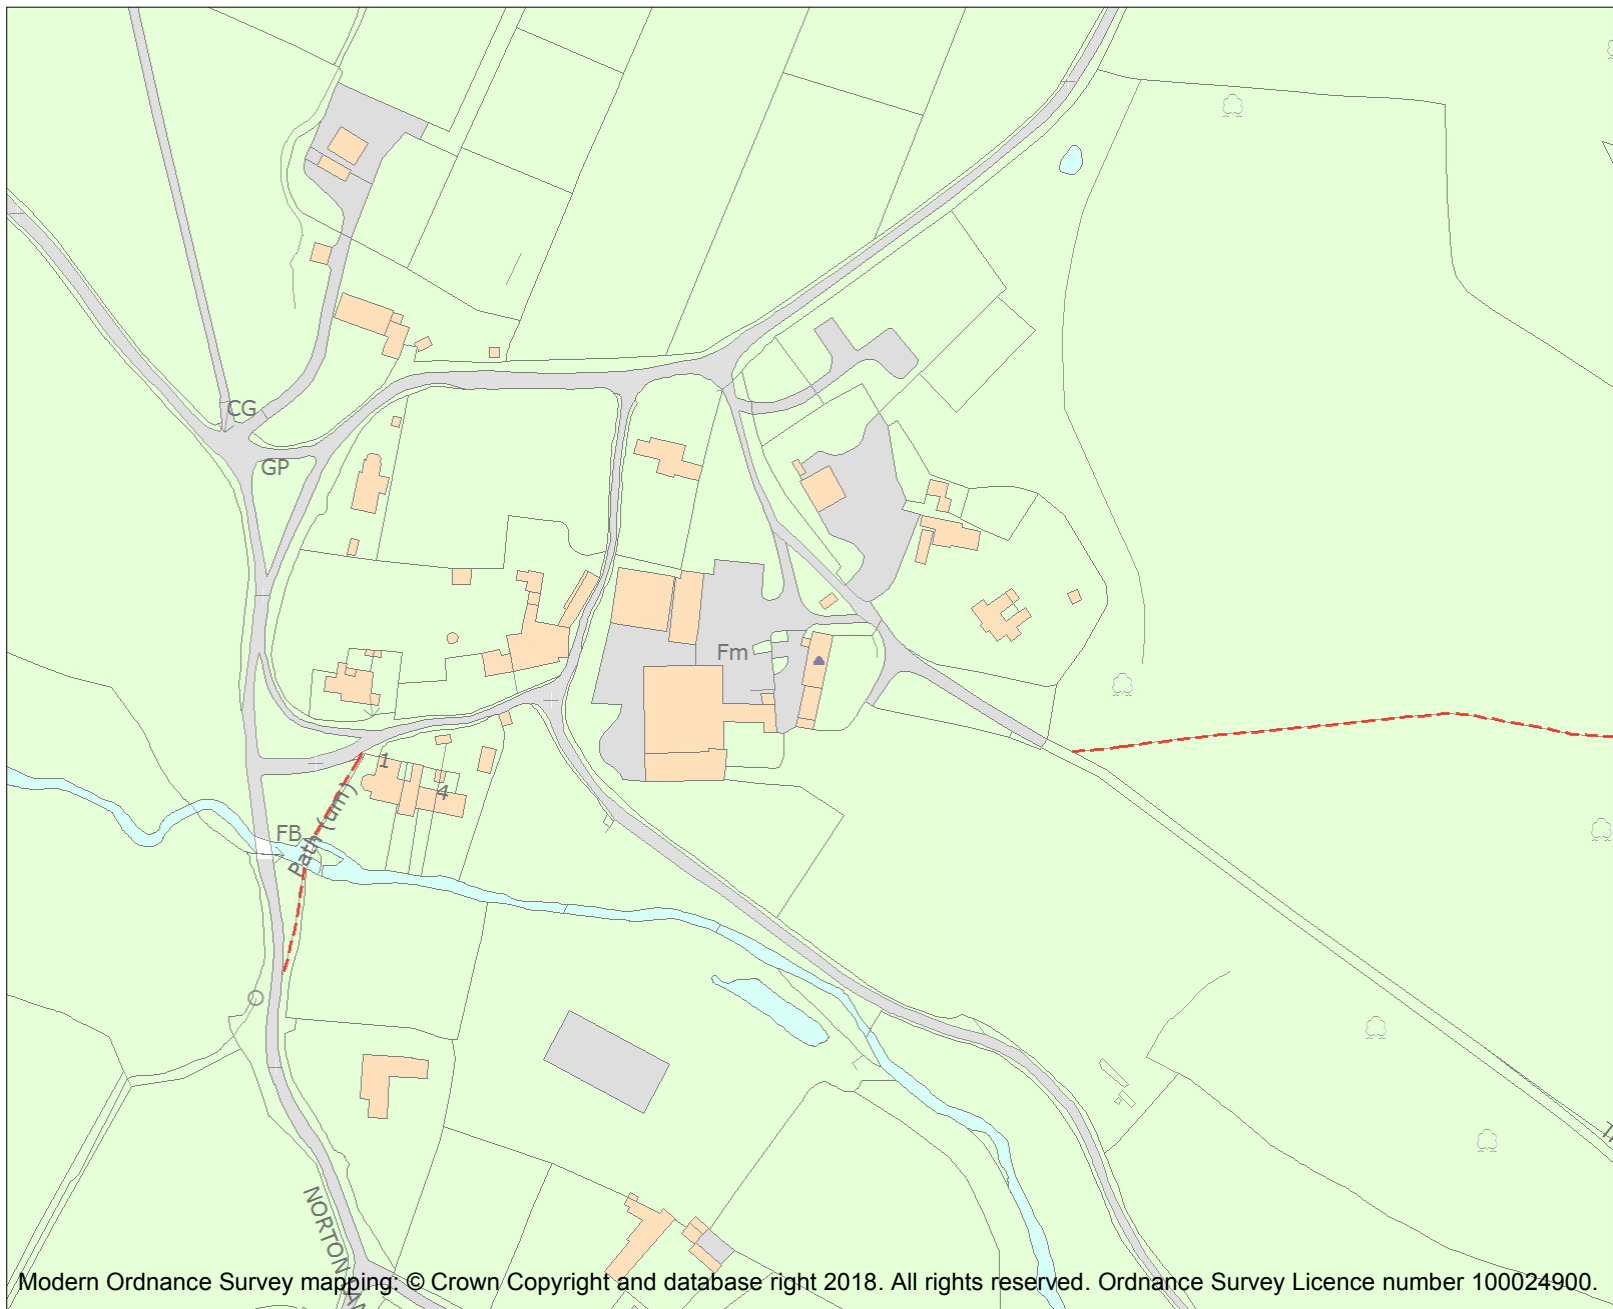 CG
GP
Fm
1
4
Path (um)
FB
NORTON
Modern Ordnance Survey mapping: © Crown Copyright and database right 2018. All rights reserved. Ordnance Survey Licence number 100024900.